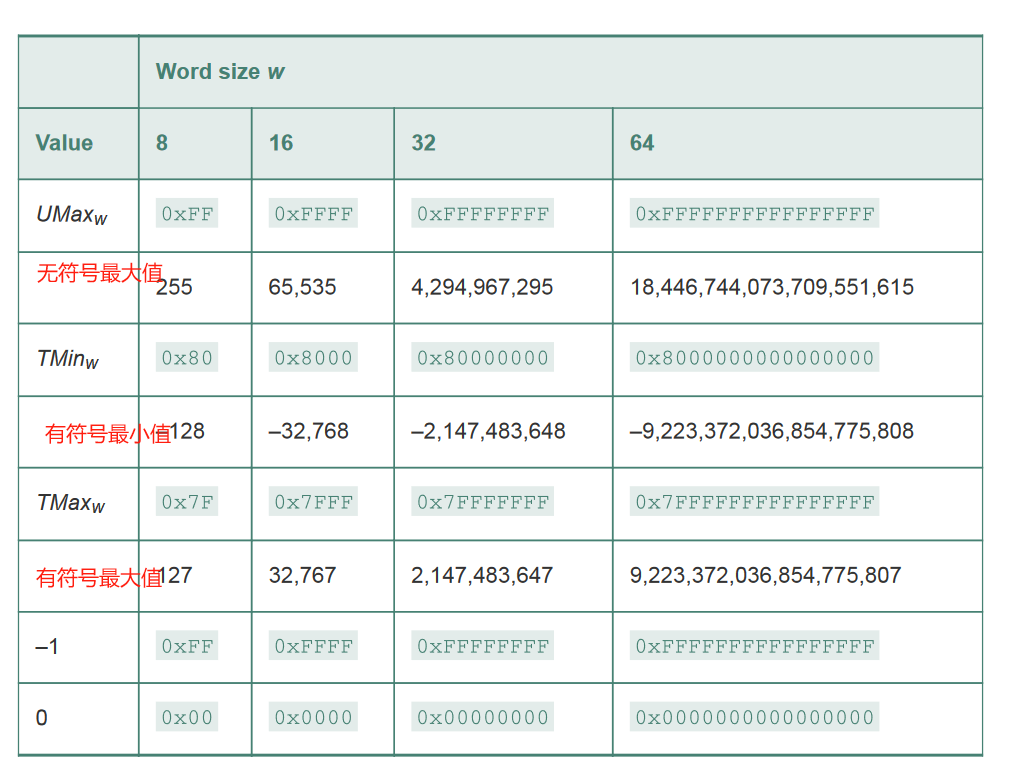 Word size w
Value 8 16 32 64
UMaxw 0xFF 0xFFFF 0xFFFFFFFF 0xFFFFFFFFFFFFFFFF
无符号最大值 255 65,535 4,294,967,295 18,446,744,073,709,551,615
TMinw 0x80 0x8000 0x80000000 0x8000000000000000
有符号最小值 –128 –32,768 –2,147,483,648 –9,223,372,036,854,775,808
TMaxw 0x7F 0x7FFF 0x7FFFFFFF 0x7FFFFFFFFFFFFFFF
有符号最大值 127 32,767 2,147,483,647 9,223,372,036,854,775,807
–1 0xFF 0xFFFF 0xFFFFFFFF 0xFFFFFFFFFFFFFFFF
0 0x00 0x0000 0x00000000 0x0000000000000000